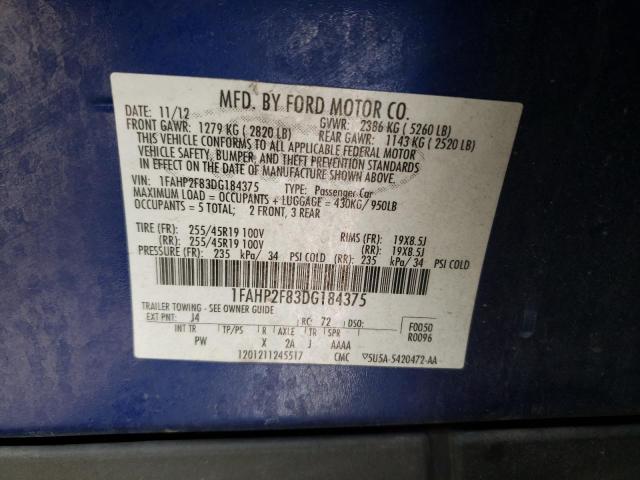 MFD. BY FORD MOTOR CO.
DATE: 11/12 GVWR: 2386 KG ( 5260 LB)
FRONT GAWR: 1279 KG ( 2820 LB) REAR GAWR: 1143 KG ( 2520 LB)
THIS VEHICLE CONFORMS TO ALL APPLICABLE FEDERAL MOTOR
VEHICLE SAFETY, BUMPER, AND THEFT PREVENTION STANDARDS
IN EFFECT ON THE DATE OF MANUFACTURE SHOWN ABOVE.
VIN: 1FAHP2F83DG184375 TYPE: Passenger Car
MAXIMUM LOAD = OCCUPANTS + LUGGAGE = 430KG/ 950LB
OCCUPANTS = 5 TOTAL; 2 FRONT, 3 REAR
TIRE (FR): 255/45R19 100V RIMS (FR): 19X8.5J
(RR): 255/45R19 100V (RR): 19X8.5J
PRESSURE (FR): 235 kPa/ 34 PSI COLD (RR): 235 kPa/ 34 PSI COLD
1FAHP2F83DG184375
TRAILER TOWING - SEE OWNER GUIDE
EXT PNT: J4 RC: 72 DSO: F0050
R0096
INT TR TP/PS R AXLE TR SPR
PW X 2A J AAAA
1201211245517 CMC 5U5A-5420472-AA